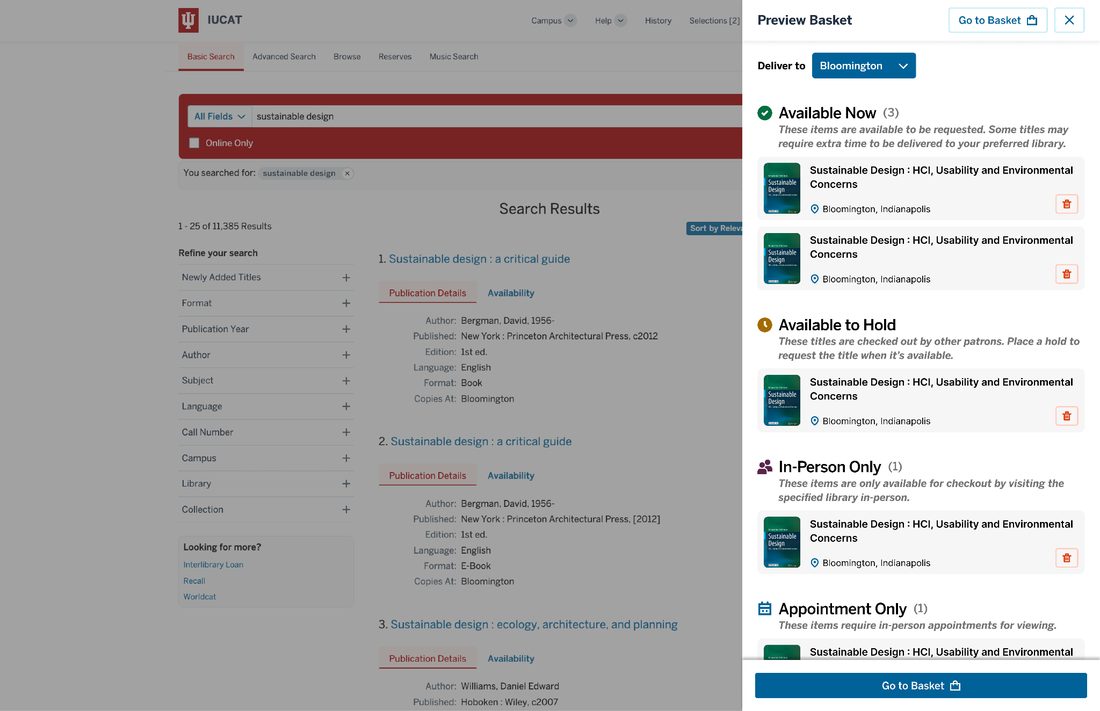 IUCAT
Campus
Help
History
Selections [2]
Basic Search
Advanced Search
Browse
Reserves
Music Search
All Fields
sustainable design
Online Only
You searched for:
sustainable design ×
Search Results
1 - 25 of 11,385 Results
Sort by Releva
Refine your search
Newly Added Titles
Format
Publication Year
Author
Subject
Language
Call Number
Campus
Library
Collection
Looking for more?
Interlibrary Loan
Recall
Worldcat
1. Sustainable design : a critical guide
Publication Details
Availability
Author: Bergman, David, 1956-
Published: New York : Princeton Architectural Press, c2012
Edition: 1st ed.
Language: English
Format: Book
Copies At: Bloomington
2. Sustainable design : a critical guide
Publication Details
Availability
Author: Bergman, David, 1956-
Published: New York : Princeton Architectural Press, [2012]
Edition: 1st ed.
Language: English
Format: E-Book
Copies At: Bloomington
3. Sustainable design : ecology, architecture, and planning
Publication Details
Availability
Author: Williams, Daniel Edward
Published: Hoboken : Wiley, c2007
Preview Basket
Go to Basket
Deliver to
Bloomington
Available Now (3)
These items are available to be requested. Some titles may
require extra time to be delivered to your preferred library.
Sustainable
Design
Sustainable Design : HCI, Usability and Environmental
Concerns
Bloomington, Indianapolis
Sustainable
Design
Sustainable Design : HCI, Usability and Environmental
Concerns
Bloomington, Indianapolis
Available to Hold
These titles are checked out by other patrons. Place a hold to
request the title when it's available.
Sustainable
Design
Sustainable Design : HCI, Usability and Environmental
Concerns
Bloomington, Indianapolis
In-Person Only (1)
These items are only available for checkout by visiting the
specified library in-person.
Sustainable
Design
Sustainable Design : HCI, Usability and Environmental
Concerns
Bloomington, Indianapolis
Appointment Only (1)
These items require in-person appointments for viewing.
Sustainable Design : HCI, Usability and Environmental
Go to Basket